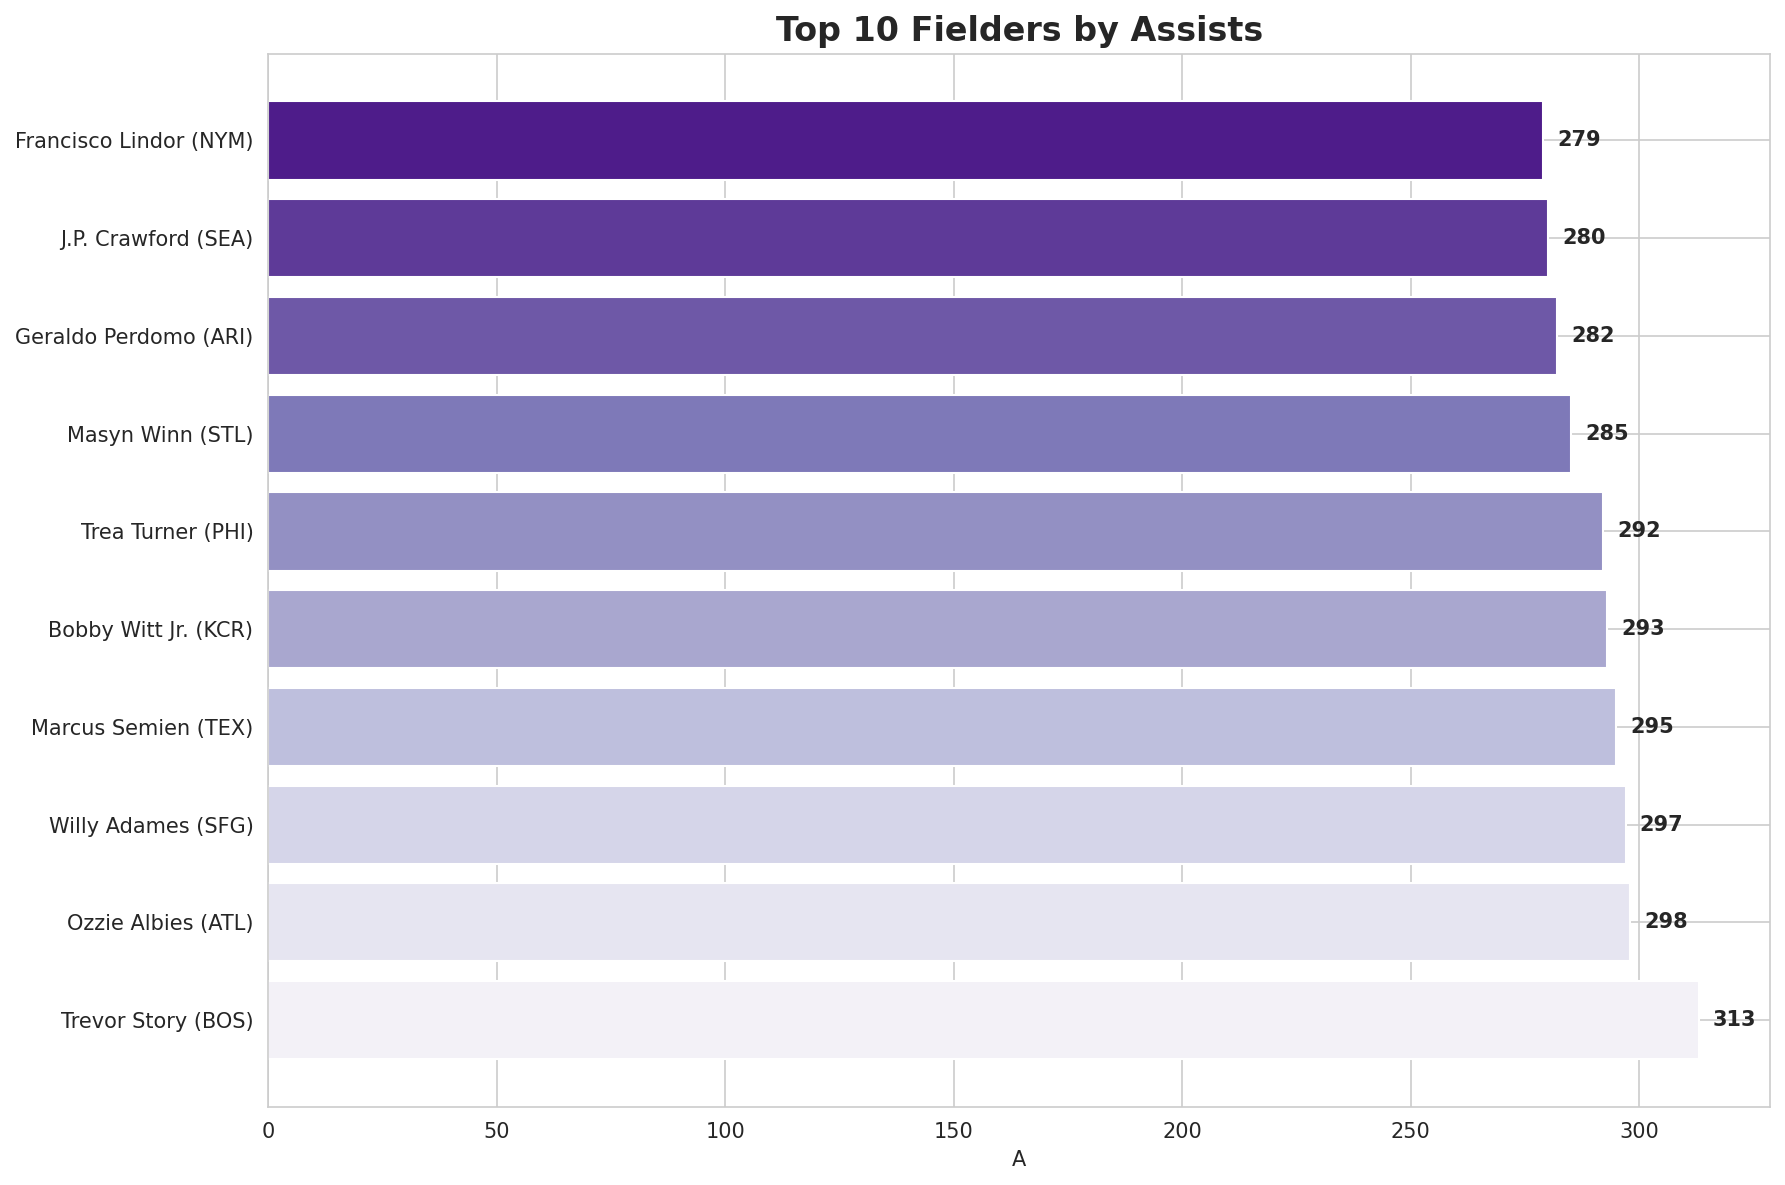 Top 10 Fielders by Assists
Francisco Lindor (NYM) 279
J.P. Crawford (SEA) 280
Geraldo Perdomo (ARI) 282
Masyn Winn (STL) 285
Trea Turner (PHI) 292
Bobby Witt Jr. (KCR) 293
Marcus Semien (TEX) 295
Willy Adames (SFG) 297
Ozzie Albies (ATL) 298
Trevor Story (BOS) 313
0 50 100 150 200 250 300
A